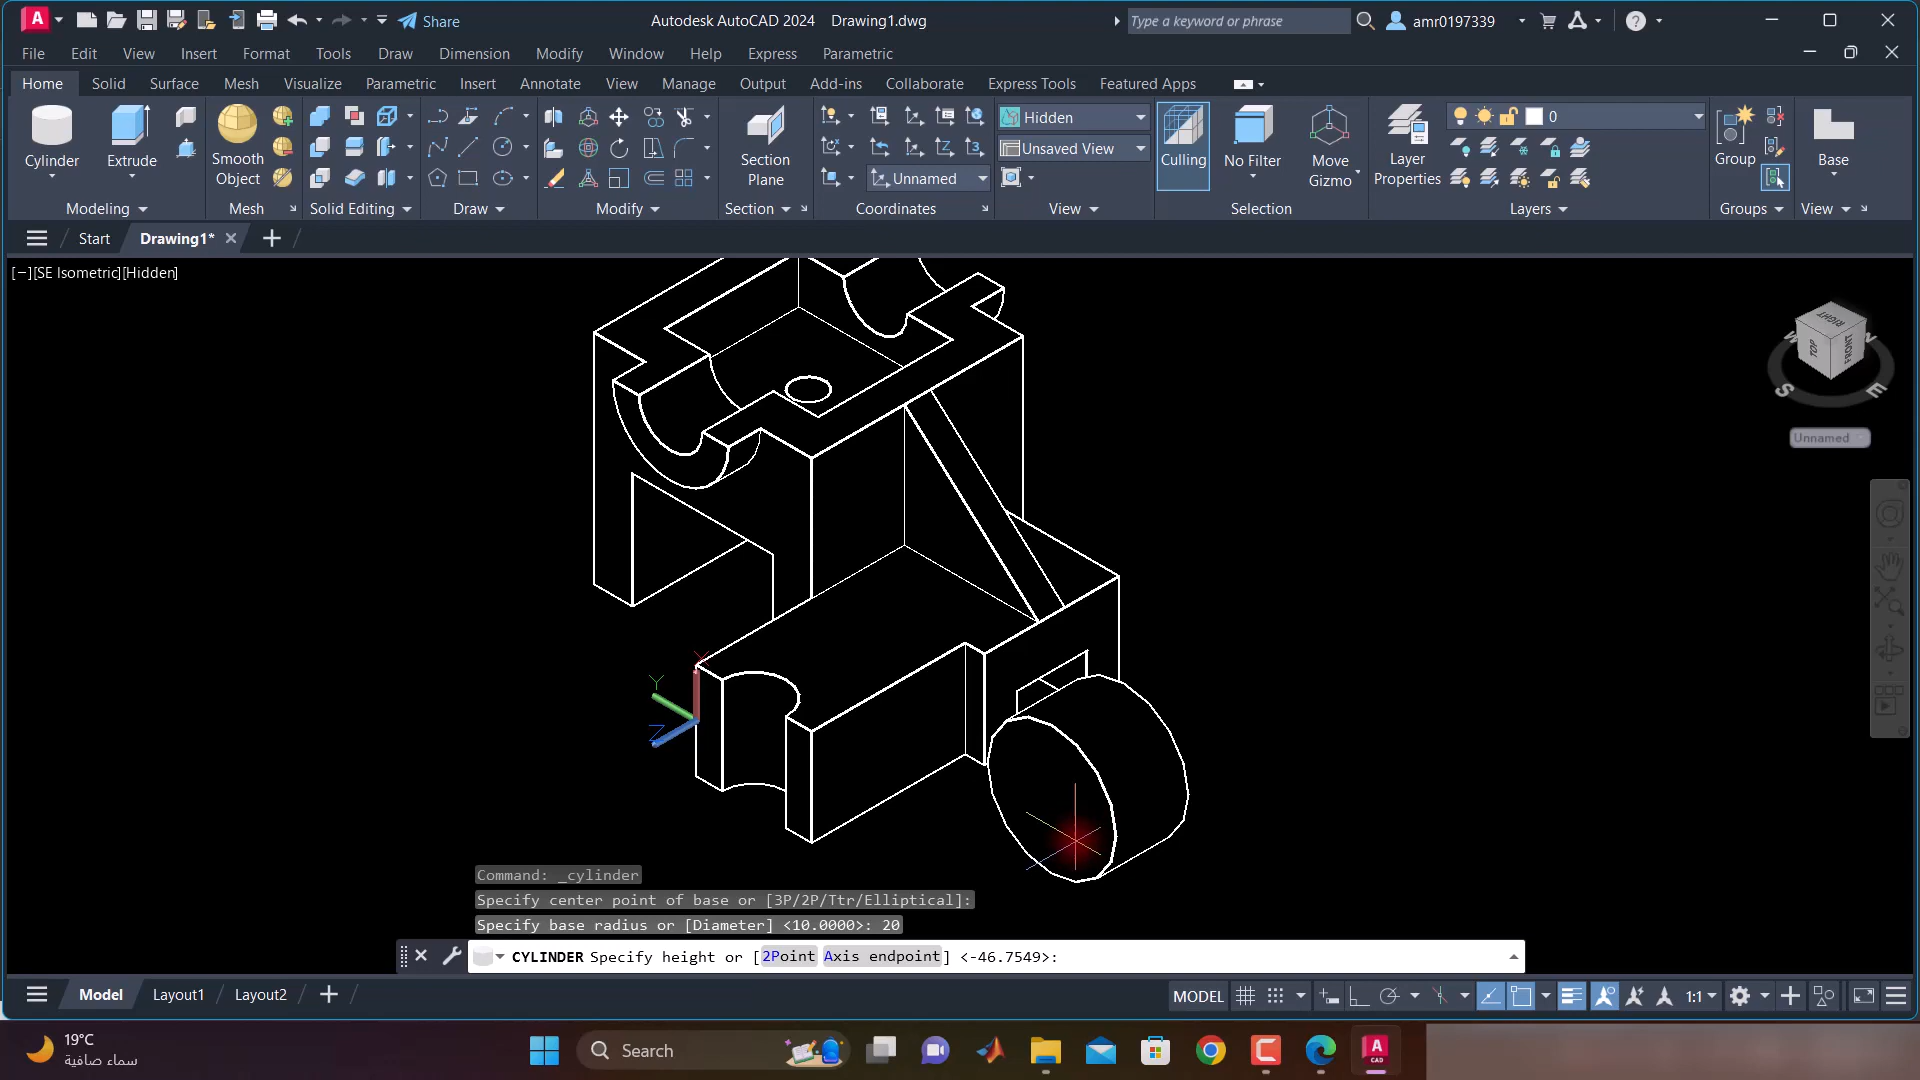 A Share Autodesk AutoCAD 2024 Drawing1.dwg Type a keyword or phrase amr0197339 ?
File Edit View Insert Format Tools Draw Dimension Modify Window Help Express Parametric
Home Solid Surface Mesh Visualize Parametric Insert Annotate View Manage Output Add-ins Collaborate Express Tools Featured Apps
Cylinder Extrude Smooth Object Section Plane Unnamed Hidden Unsaved View Culling No Filter Move Gizmo Layer Properties 0 Group Base
Modeling Mesh Solid Editing Draw Modify Section Coordinates View Selection Layers Groups View
Start Drawing1*
[−][SE Isometric][Hidden]
RIGHT
TOP FRONT
S E
Unnamed
X
Y
Z
Command: _cylinder
Specify center point of base or [3P/2P/Ttr/Elliptical]:
Specify base radius or [Diameter] <10.0000>: 20
CYLINDER Specify height or [2Point Axis endpoint] <-46.7549>:
Model Layout1 Layout2 MODEL 1:1
19°C
سماء صافية
Search
A CAD